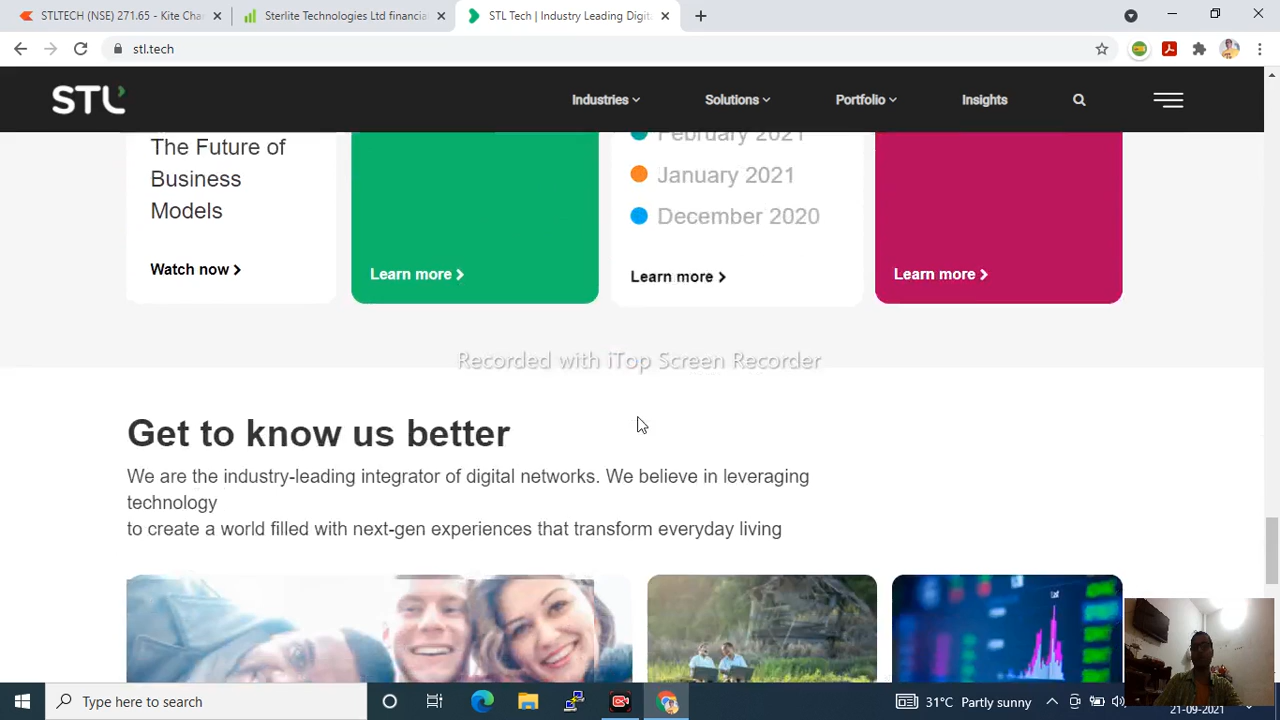 STLTECH (NSE) 271.65 - Kite Cha
Sterlite Technologies Ltd financia
STL Tech | Industry Leading Digit
stl.tech
STL
Industries
Solutions
Portfolio
Insights
The Future of
Business
Models
Watch now
Learn more
February 2021
January 2021
December 2020
Learn more
Learn more
Recorded with iTop Screen Recorder
Get to know us better
We are the industry-leading integrator of digital networks. We believe in leveraging
technology
to create a world filled with next-gen experiences that transform everyday living
Type here to search
31°C Partly sunny
21-09-2021